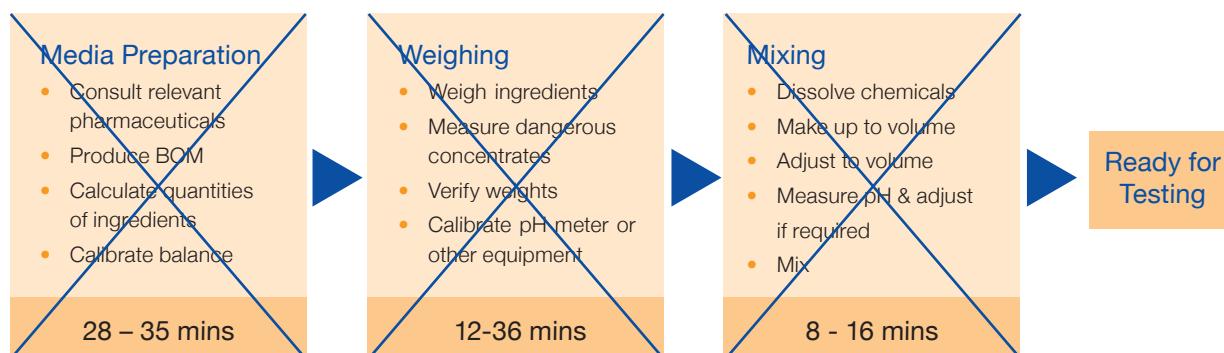 Media Preparation
• Consult relevant
pharmaceuticals
• Produce BOM
• Calculate quantities
of ingredients
• Calibrate balance
28 – 35 mins
Weighing
• Weigh ingredients
• Measure dangerous
concentrates
• Verify weights
• Calibrate pH meter or
other equipment
12-36 mins
Mixing
• Dissolve chemicals
• Make up to volume
• Adjust to volume
• Measure pH & adjust
if required
• Mix
8 - 16 mins
Ready for
Testing